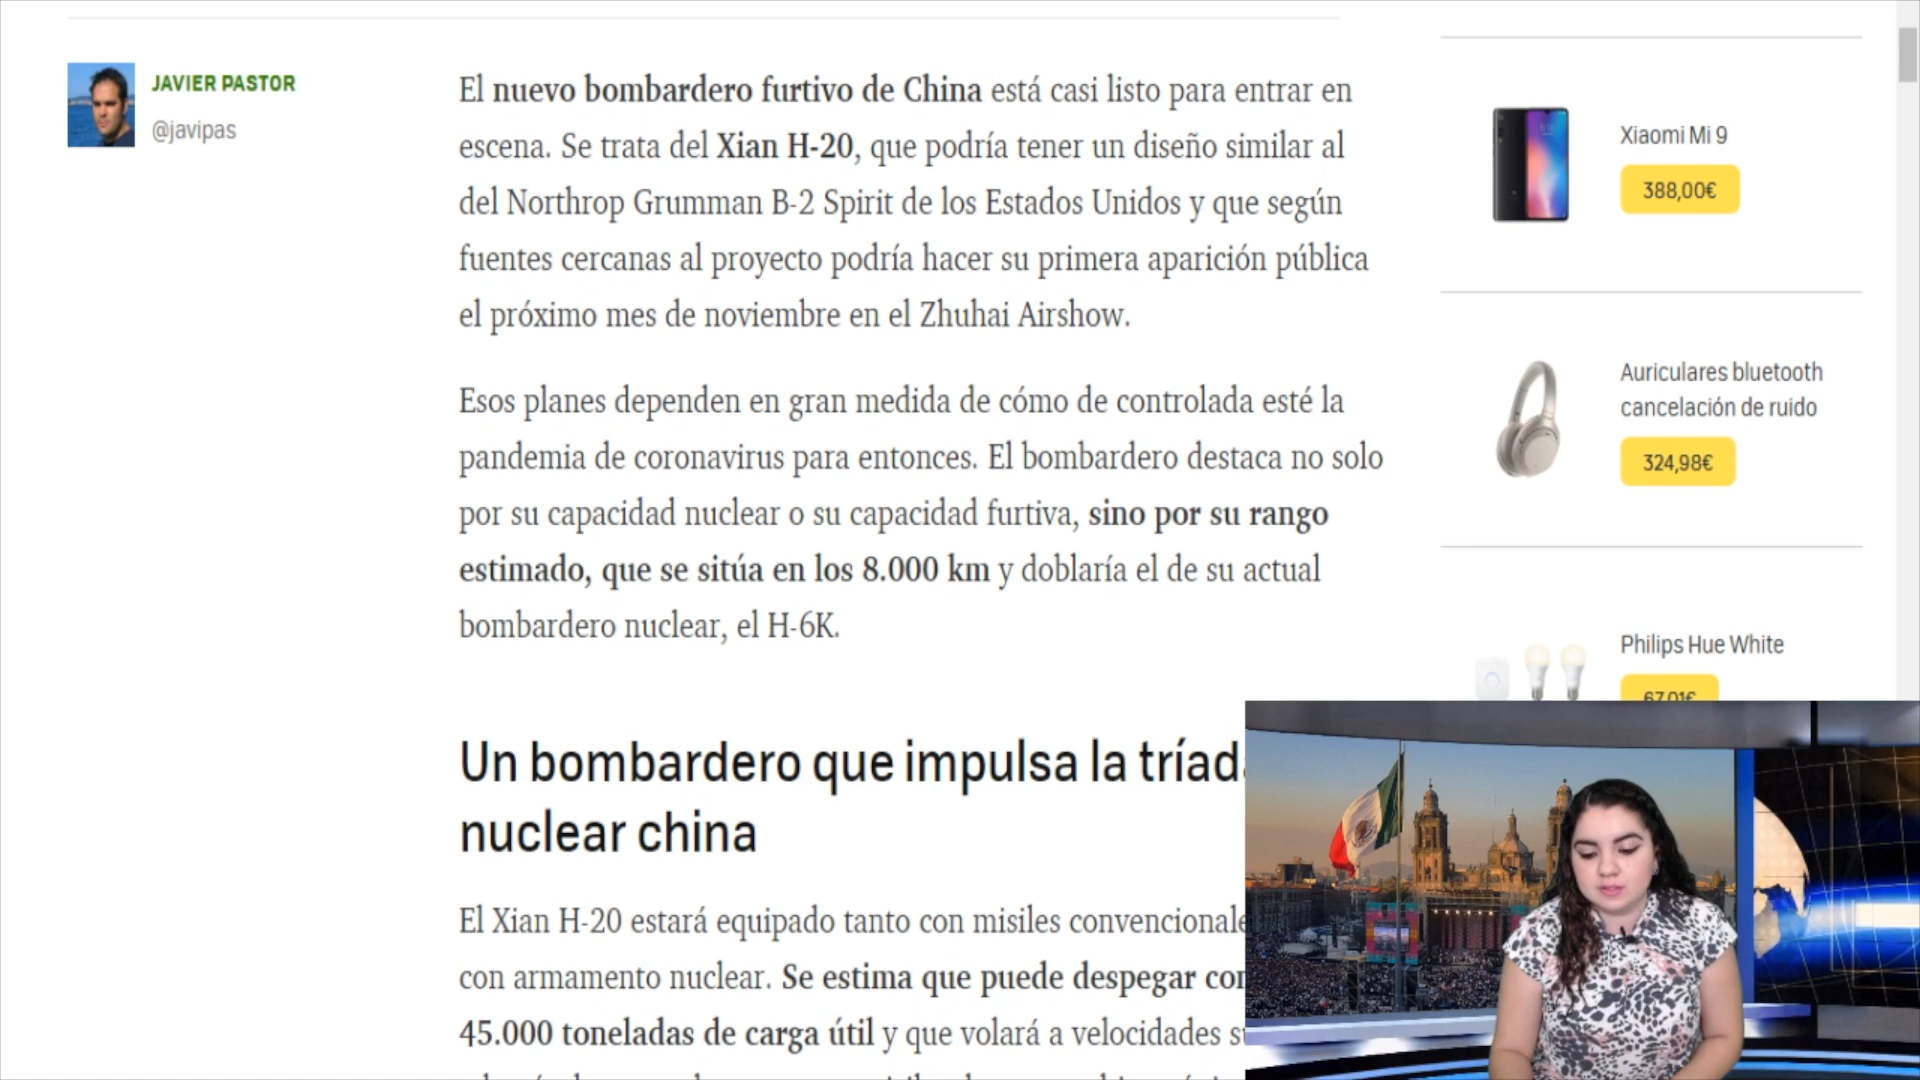 JAVIER PASTOR
@javipas
El nuevo bombardero furtivo de China está casi listo para entrar en
escena. Se trata del Xian H-20, que podría tener un diseño similar al
del Northrop Grumman B-2 Spirit de los Estados Unidos y que según
fuentes cercanas al proyecto podría hacer su primera aparición pública
el próximo mes de noviembre en el Zhuhai Airshow.
Esos planes dependen en gran medida de cómo de controlada esté la
pandemia de coronavirus para entonces. El bombardero destaca no solo
por su capacidad nuclear o su capacidad furtiva, sino por su rango
estimado, que se sitúa en los 8.000 km y doblaría el de su actual
bombardero nuclear, el H-6K.
Un bombardero que impulsa la
nuclear china
El Xian H-20 estará equipado tanto con misiles
con armamento nuclear. Se estima que puede despegar
45.000 toneladas de carga útil y que volará a velocidades
Xiaomi Mi 9
388,00€
Auriculares bluetooth
cancelación de ruido
324,98€
Philips Hue White
67,01€